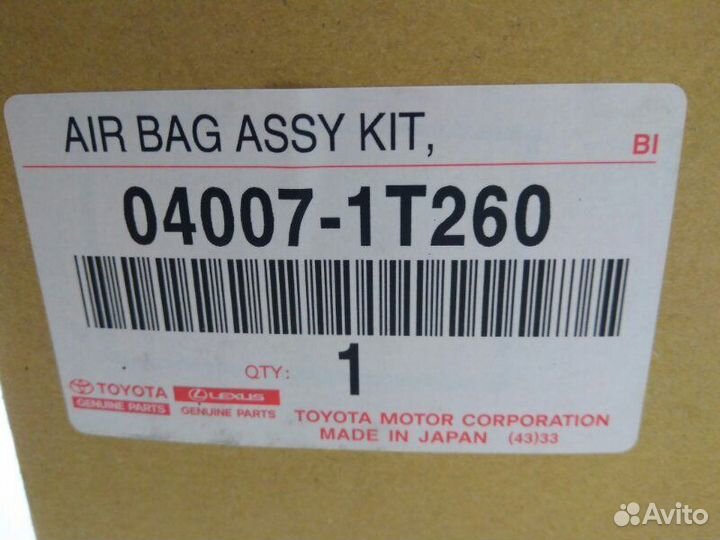 AIR BAG ASSY KIT,
BI
04007-1T260
QTY: 1
TOYOTA LEXUS
GENUINE PARTS GENUINE PARTS
TOYOTA MOTOR CORPORATION
MADE IN JAPAN (43)33
Avito